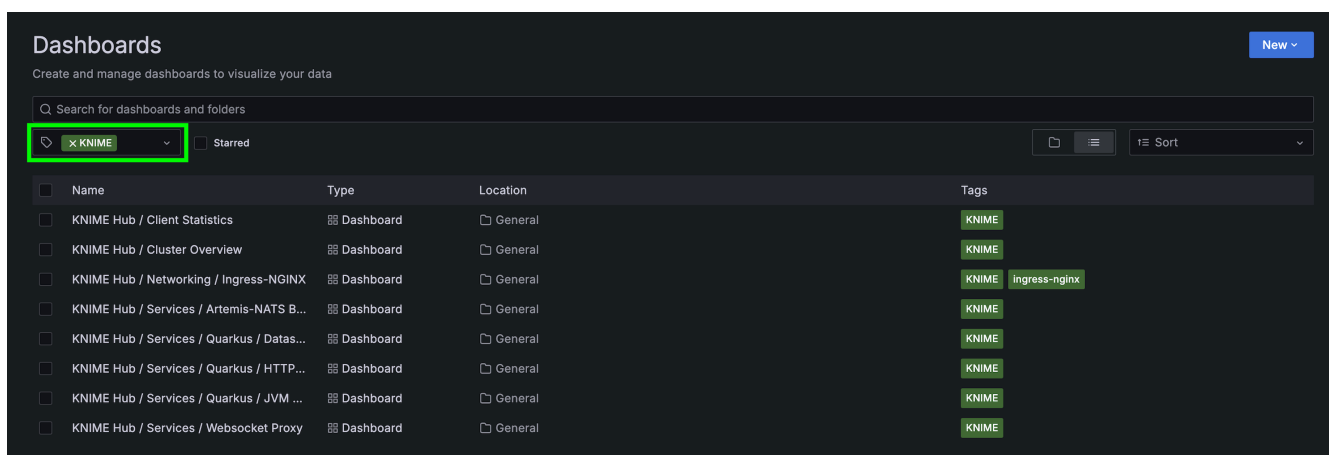 Dashboards
New
Create and manage dashboards to visualize your data
Search for dashboards and folders
KNIME Starred Sort
Name Type Location Tags
KNIME Hub / Client Statistics Dashboard General KNIME
KNIME Hub / Cluster Overview Dashboard General KNIME
KNIME Hub / Networking / Ingress-NGINX Dashboard General KNIME ingress-nginx
KNIME Hub / Services / Artemis-NATS B... Dashboard General KNIME
KNIME Hub / Services / Quarkus / Datas... Dashboard General KNIME
KNIME Hub / Services / Quarkus / HTTP... Dashboard General KNIME
KNIME Hub / Services / Quarkus / JVM ... Dashboard General KNIME
KNIME Hub / Services / Websocket Proxy Dashboard General KNIME